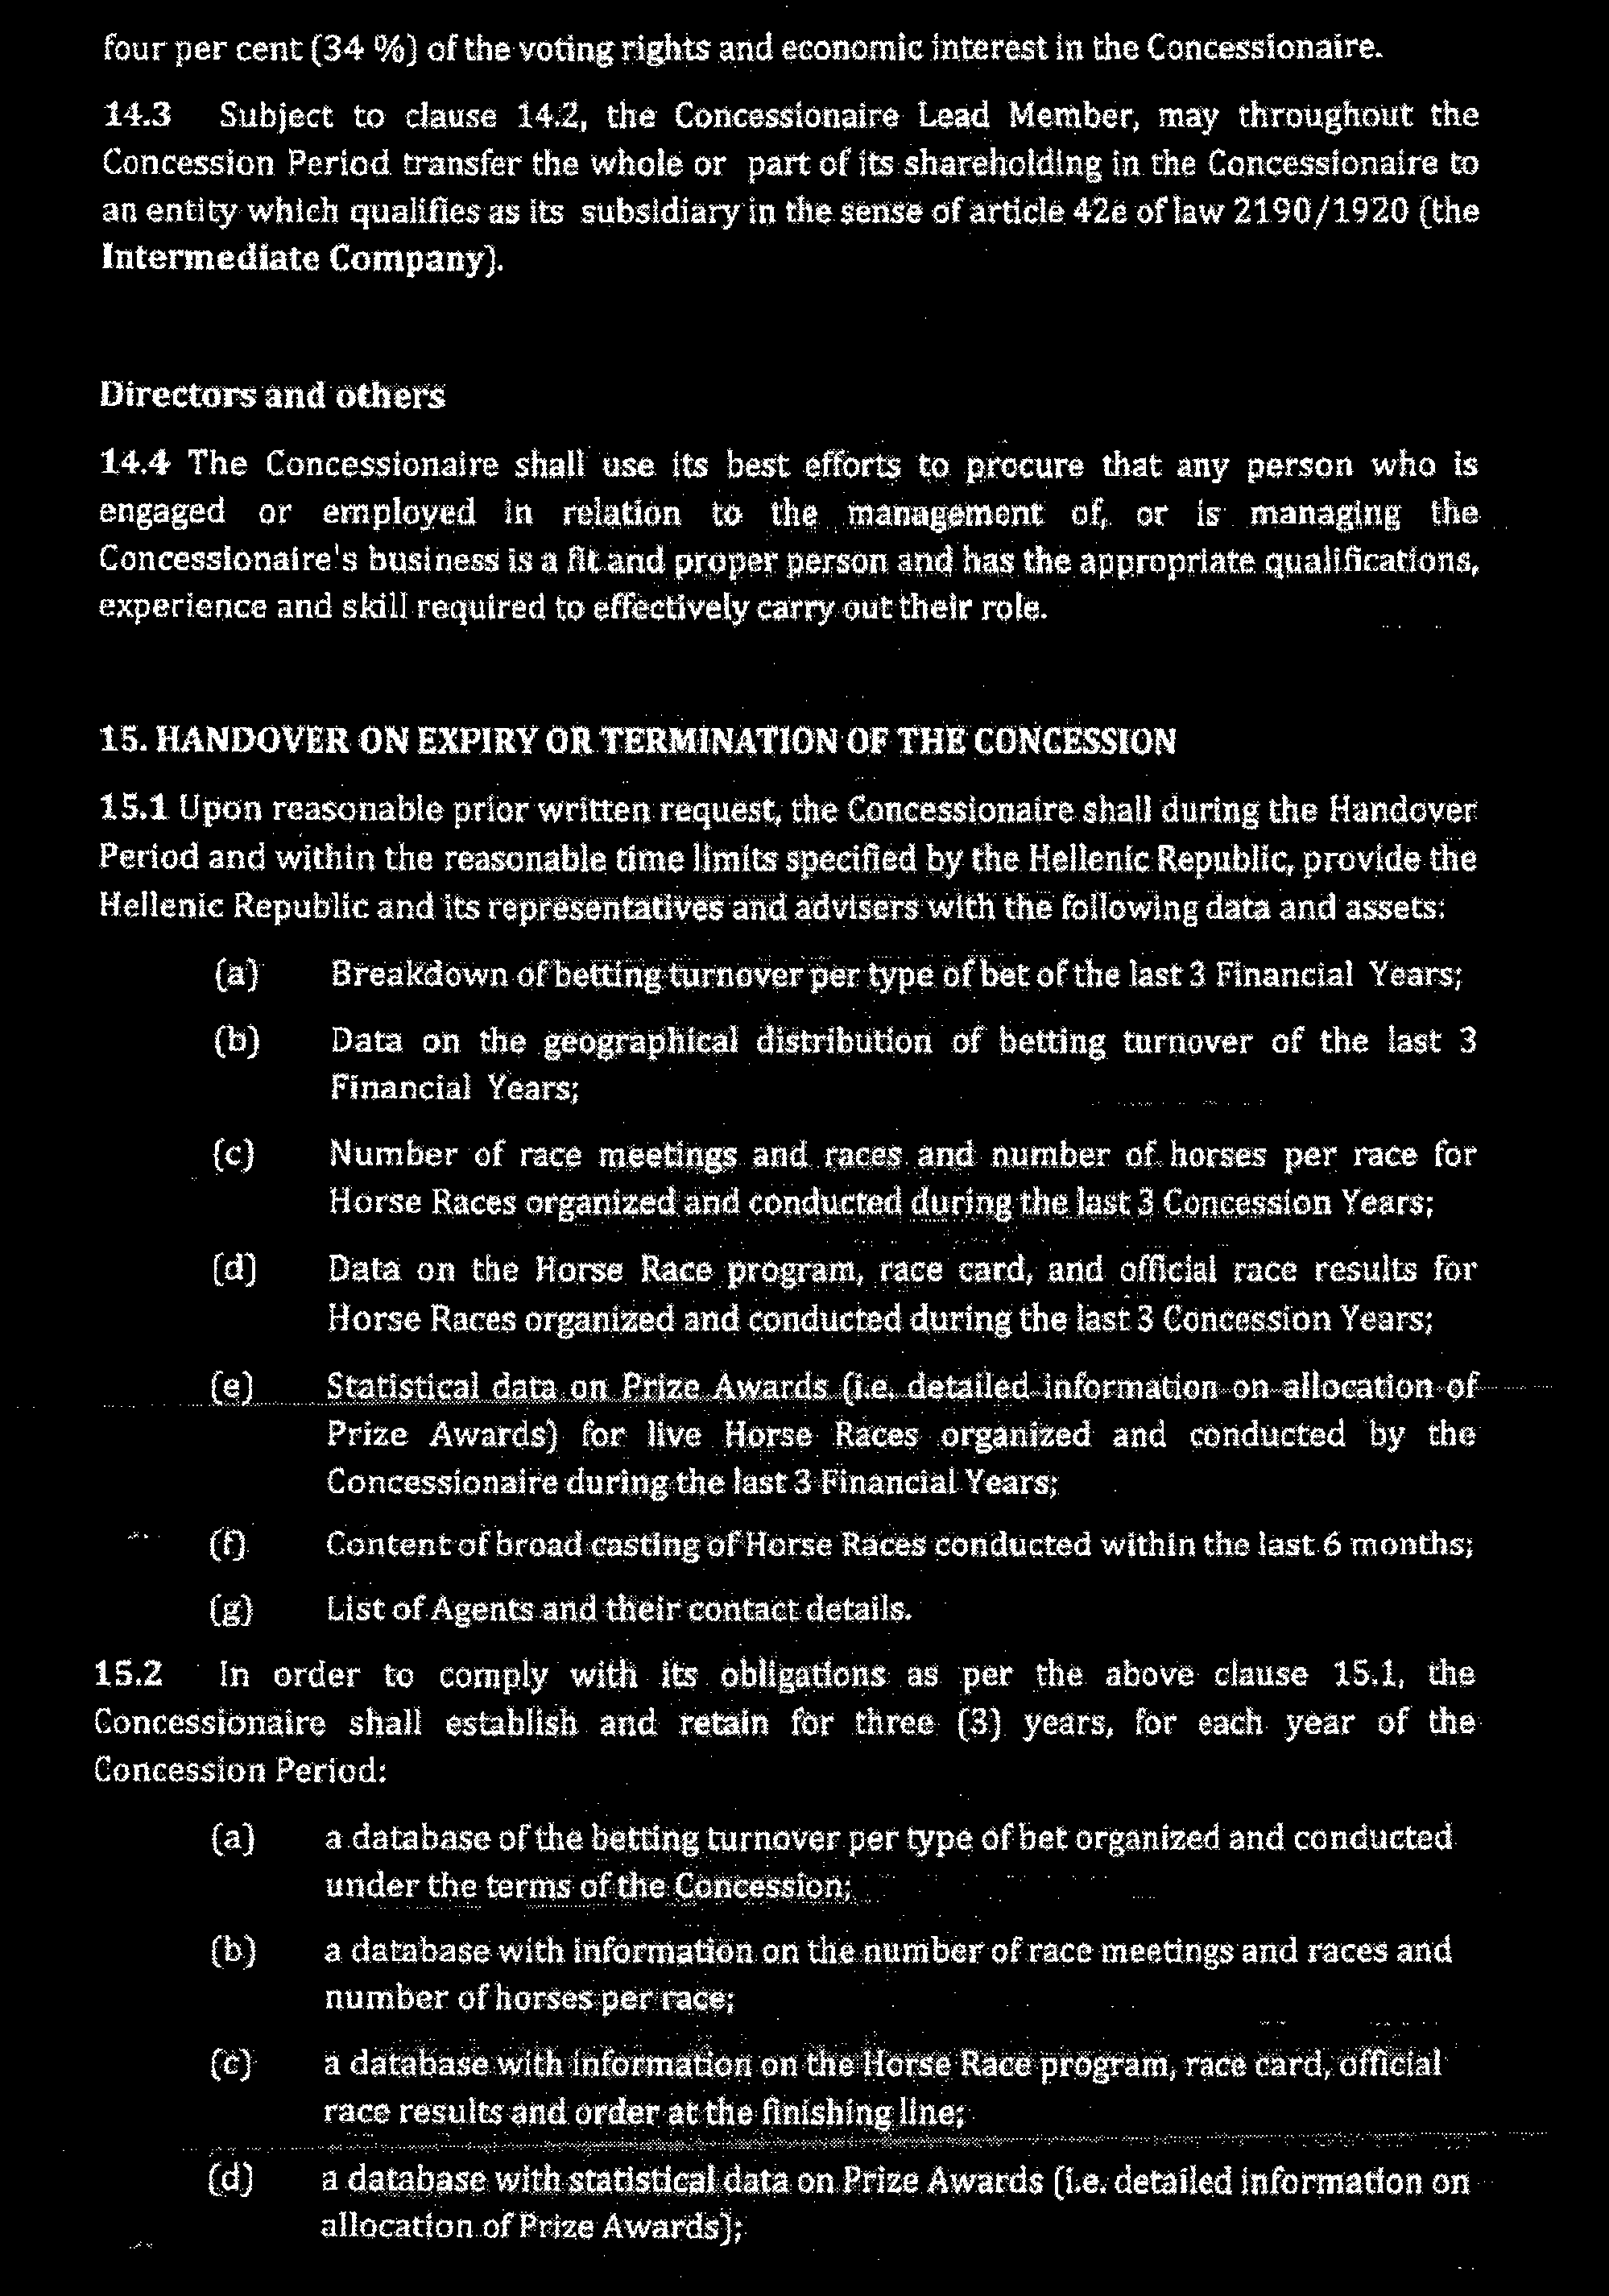 four per cent (34 %) of the voting rights and economic interest in the Concessionaire.
14.3 Subject to clause 14.2, the Concessionaire Lead Member, may throughout the
Concession Period transfer the whole or part of its shareholding in the Concessionaire to
an entity which qualifies as its subsidiary in the sense of article 42e of law 2190/1920 (the
Intermediate Company).
Directors and others
14.4 The Concessionaire shall use its best efforts to procure that any person who is
engaged or employed in relation to the management of, or is managing the
Concessionaire's business is a fit and proper person and has the appropriate qualifications,
experience and skill required to effectively carry out their role.
15. HANDOVER ON EXPIRY OR TERMINATION OF THE CONCESSION
15.1 Upon reasonable prior written request, the Concessionaire shall during the Handover
Period and within the reasonable time limits specified by the Hellenic Republic, provide the
Hellenic Republic and its representatives and advisers with the following data and assets:
(a) Breakdown of betting turnover per type of bet of the last 3 Financial Years;
(b) Data on the geographical distribution of betting turnover of the last 3
Financial Years;
(c) Number of race meetings and races and number of horses per race for
Horse Races organized and conducted during the last 3 Concession Years;
(d) Data on the Horse Race program, race card, and official race results for
Horse Races organized and conducted during the last 3 Concession Years;
(e) Statistical data on Prize Awards (i.e. detailed information on allocation of
Prize Awards) for live Horse Races organized and conducted by the
Concessionaire during the last 3 Financial Years;
(f) Content of broad casting of Horse Races conducted within the last 6 months;
(g) List of Agents and their contact details.
15.2 In order to comply with its obligations as per the above clause 15.1, the
Concessionaire shall establish and retain for three (3) years, for each year of the
Concession Period:
(a) a database of the betting turnover per type of bet organized and conducted
under the terms of the Concession;
(b) a database with information on the number of race meetings and races and
number of horses per race;
(c) a database with information on the Horse Race program, race card, official
race results and order at the finishing line;
(d) a database with statistical data on Prize Awards (i.e. detailed information on
allocation of Prize Awards);